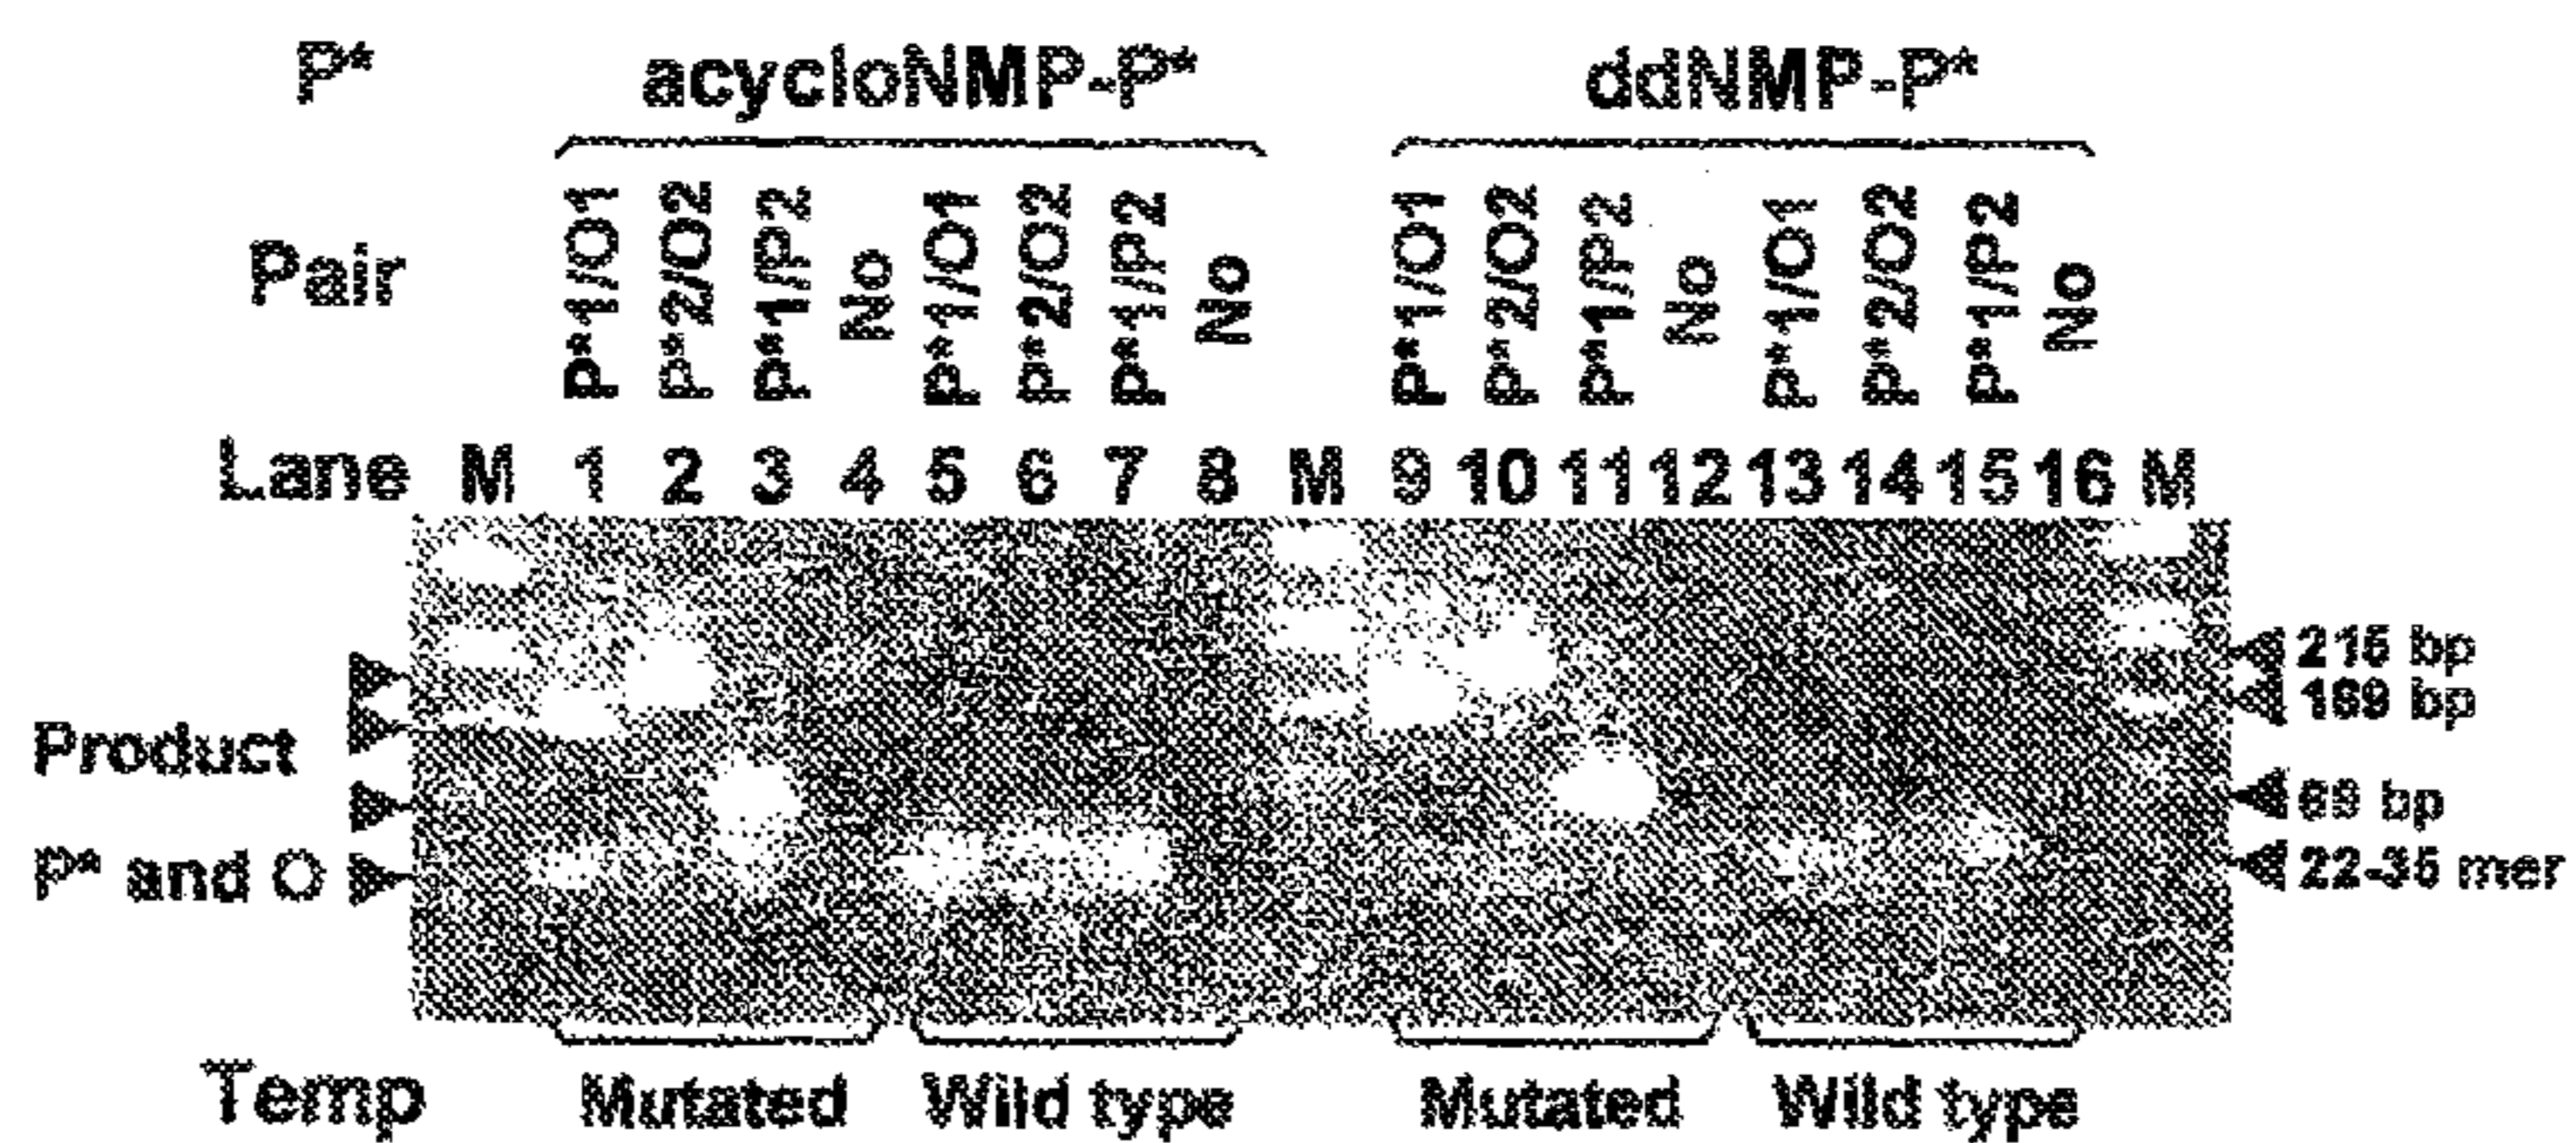 P* acycloNMP-P* ddNMP-P*
Pair P*1/O1 P*2/O2 P*1/P2 No P*1/O1 P*2/O2 P*1/P2 No P*1/O1 P*2/O2 P*1/P2 No P*1/O1 P*2/O2 P*1/P2 No
Lane M 1 2 3 4 5 6 7 8 M 9 10 11 12 13 14 15 16 M
215 bp
169 bp
Product
bp
P* and O 22-35 mer
Temp Mutated Wild type Mutated Wild type